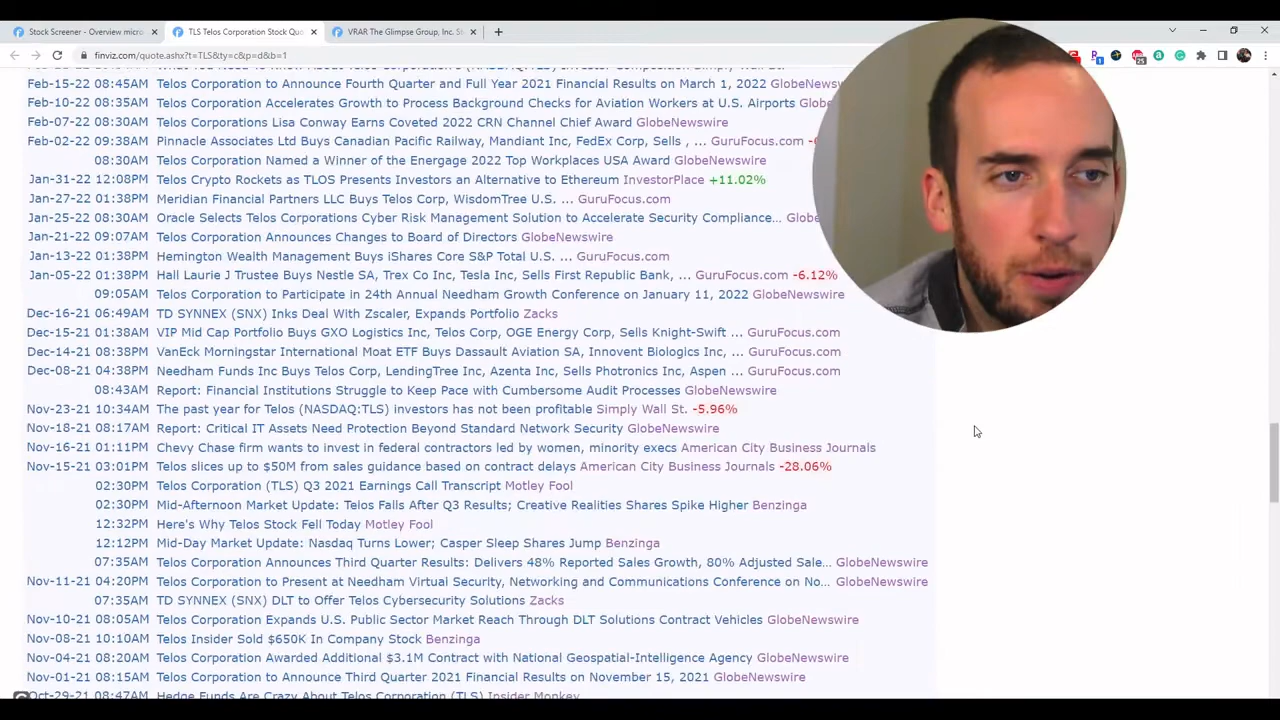 Stock Screener - Overview micro
TLS Telos Corporation Stock Quo
VRAR The Glimpse Group, Inc. St
finviz.com/quote.ashx?t=TLS&ty=c&p=d&b=1
25
Feb-15-22 08:45AM Telos Corporation to Announce Fourth Quarter and Full Year 2021 Financial Results on March 1, 2022 GlobeNewsw
Feb-10-22 08:35AM Telos Corporation Accelerates Growth to Process Background Checks for Aviation Workers at U.S. Airports Globe
Feb-07-22 08:30AM Telos Corporations Lisa Conway Earns Coveted 2022 CRN Channel Chief Award GlobeNewswire
Feb-02-22 09:38AM Pinnacle Associates Ltd Buys Canadian Pacific Railway, Mandiant Inc, FedEx Corp, Sells , ... GuruFocus.com
08:30AM Telos Corporation Named a Winner of the Energage 2022 Top Workplaces USA Award GlobeNewswire
Jan-31-22 12:08PM Telos Crypto Rockets as TLOS Presents Investors an Alternative to Ethereum InvestorPlace +11.02%
Jan-27-22 01:38PM Meridian Financial Partners LLC Buys Telos Corp, WisdomTree U.S. ... GuruFocus.com
Jan-25-22 08:30AM Oracle Selects Telos Corporations Cyber Risk Management Solution to Accelerate Security Compliance... Globe
Jan-21-22 09:07AM Telos Corporation Announces Changes to Board of Directors GlobeNewswire
Jan-13-22 01:38PM Hemington Wealth Management Buys iShares Core S&P Total U.S. ... GuruFocus.com
Jan-05-22 01:38PM Hall Laurie J Trustee Buys Nestle SA, Trex Co Inc, Tesla Inc, Sells First Republic Bank, ... GuruFocus.com -6.12%
09:05AM Telos Corporation to Participate in 24th Annual Needham Growth Conference on January 11, 2022 GlobeNewswire
Dec-16-21 06:49AM TD SYNNEX (SNX) Inks Deal With Zscaler, Expands Portfolio Zacks
Dec-15-21 01:38AM VIP Mid Cap Portfolio Buys GXO Logistics Inc, Telos Corp, OGE Energy Corp, Sells Knight-Swift ... GuruFocus.com
Dec-14-21 08:38PM VanEck Morningstar International Moat ETF Buys Dassault Aviation SA, Innovent Biologics Inc, ... GuruFocus.com
Dec-08-21 04:38PM Needham Funds Inc Buys Telos Corp, LendingTree Inc, Azenta Inc, Sells Photronics Inc, Aspen ... GuruFocus.com
08:43AM Report: Financial Institutions Struggle to Keep Pace with Cumbersome Audit Processes GlobeNewswire
Nov-23-21 10:34AM The past year for Telos (NASDAQ:TLS) investors has not been profitable Simply Wall St. -5.96%
Nov-18-21 08:17AM Report: Critical IT Assets Need Protection Beyond Standard Network Security GlobeNewswire
Nov-16-21 01:11PM Chevy Chase firm wants to invest in federal contractors led by women, minority execs American City Business Journals
Nov-15-21 03:01PM Telos slices up to $50M from sales guidance based on contract delays American City Business Journals -28.06%
02:30PM Telos Corporation (TLS) Q3 2021 Earnings Call Transcript Motley Fool
02:30PM Mid-Afternoon Market Update: Telos Falls After Q3 Results; Creative Realities Shares Spike Higher Benzinga
12:32PM Here's Why Telos Stock Fell Today Motley Fool
12:12PM Mid-Day Market Update: Nasdaq Turns Lower; Casper Sleep Shares Jump Benzinga
07:35AM Telos Corporation Announces Third Quarter Results: Delivers 48% Reported Sales Growth, 80% Adjusted Sale... GlobeNewswire
Nov-11-21 04:20PM Telos Corporation to Present at Needham Virtual Security, Networking and Communications Conference on No... GlobeNewswire
07:35AM TD SYNNEX (SNX) DLT to Offer Telos Cybersecurity Solutions Zacks
Nov-10-21 08:05AM Telos Corporation Expands U.S. Public Sector Market Reach Through DLT Solutions Contract Vehicles GlobeNewswire
Nov-08-21 10:10AM Telos Insider Sold $650K In Company Stock Benzinga
Nov-04-21 08:20AM Telos Corporation Awarded Additional $3.1M Contract with National Geospatial-Intelligence Agency GlobeNewswire
Nov-01-21 08:15AM Telos Corporation to Announce Third Quarter 2021 Financial Results on November 15, 2021 GlobeNewswire
Oct-29-21 08:47AM Hedge Funds Are Crazy About Telos Corporation (TLS) Insider Monkey